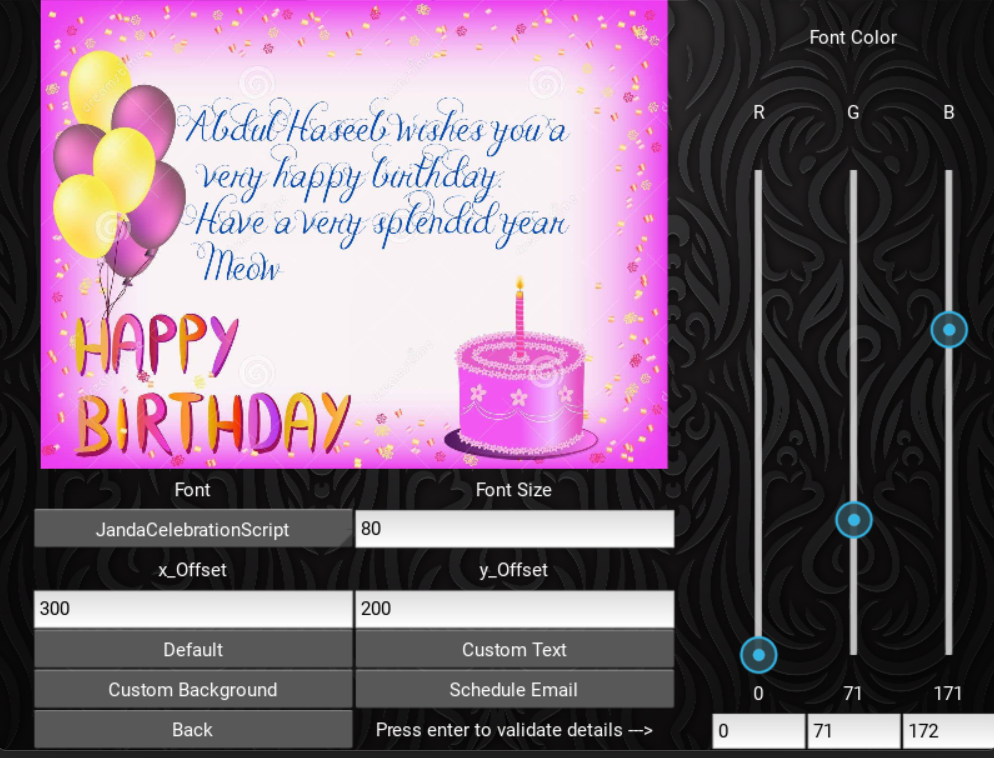 Abdul Haseeb wishes you a
very happy birthday.
Have a very splendid year
Meow
HAPPY
BIRTHDAY
Font
Font Size
JandaCelebrationScript
80
x_Offset
y_Offset
300
200
Default
Custom Text
Custom Background
Schedule Email
Back
Press enter to validate details --->
Font Color
R
G
B
0
71
171
0
71
172